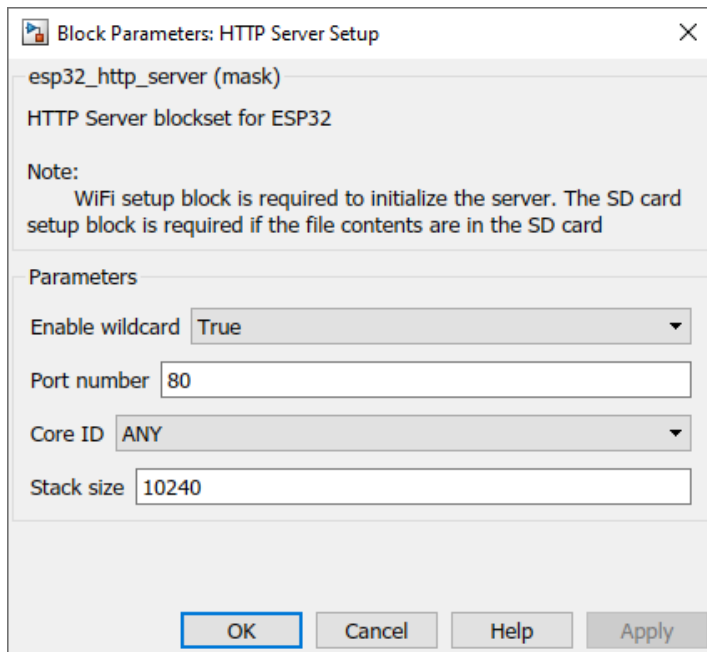 Block Parameters: HTTP Server Setup
esp32_http_server (mask)
HTTP Server blockset for ESP32
Note:
WiFi setup block is required to initialize the server. The SD card
setup block is required if the file contents are in the SD card
Parameters
Enable wildcard True
Port number 80
Core ID ANY
Stack size 10240
OK Cancel Help Apply